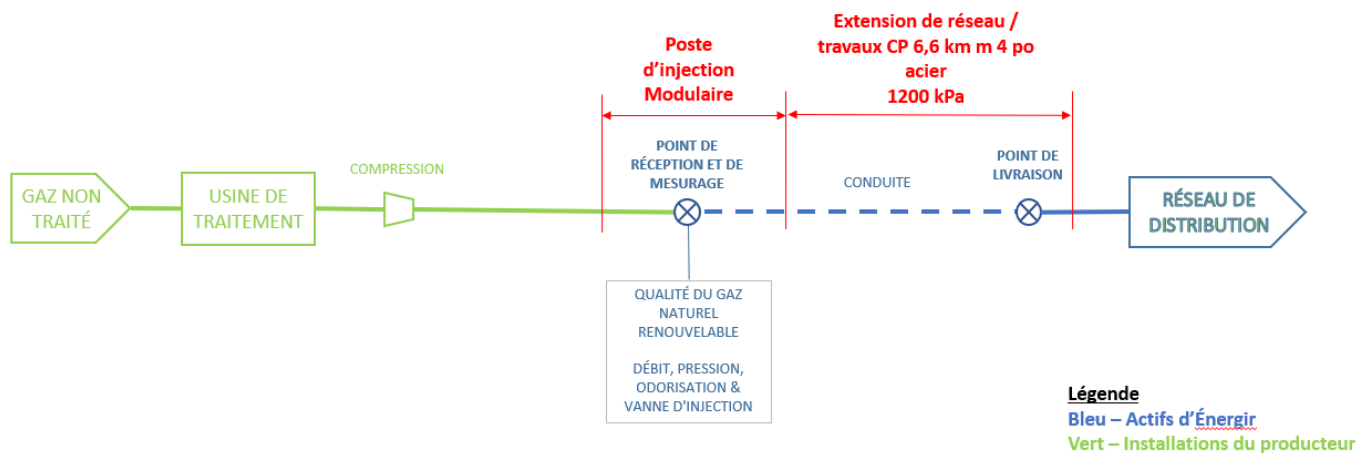 Extension de réseau /
travaux CP 6,6 km m 4 po
acier
1200 kPa
Poste
d'injection
Modulaire
POINT DE
RÉCEPTION ET DE
MESURAGE
POINT DE
LIVRAISON
COMPRESSION
CONDUITE
GAZ NON
TRAITÉ
USINE DE
TRAITEMENT
RÉSEAU DE
DISTRIBUTION
QUALITÉ DU GAZ
NATUREL
RENOUVELABLE
DÉBIT, PRESSION,
ODORISATION &
VANNE D'INJECTION
Légende
Bleu – Actifs d'Énergir
Vert – Installations du producteur